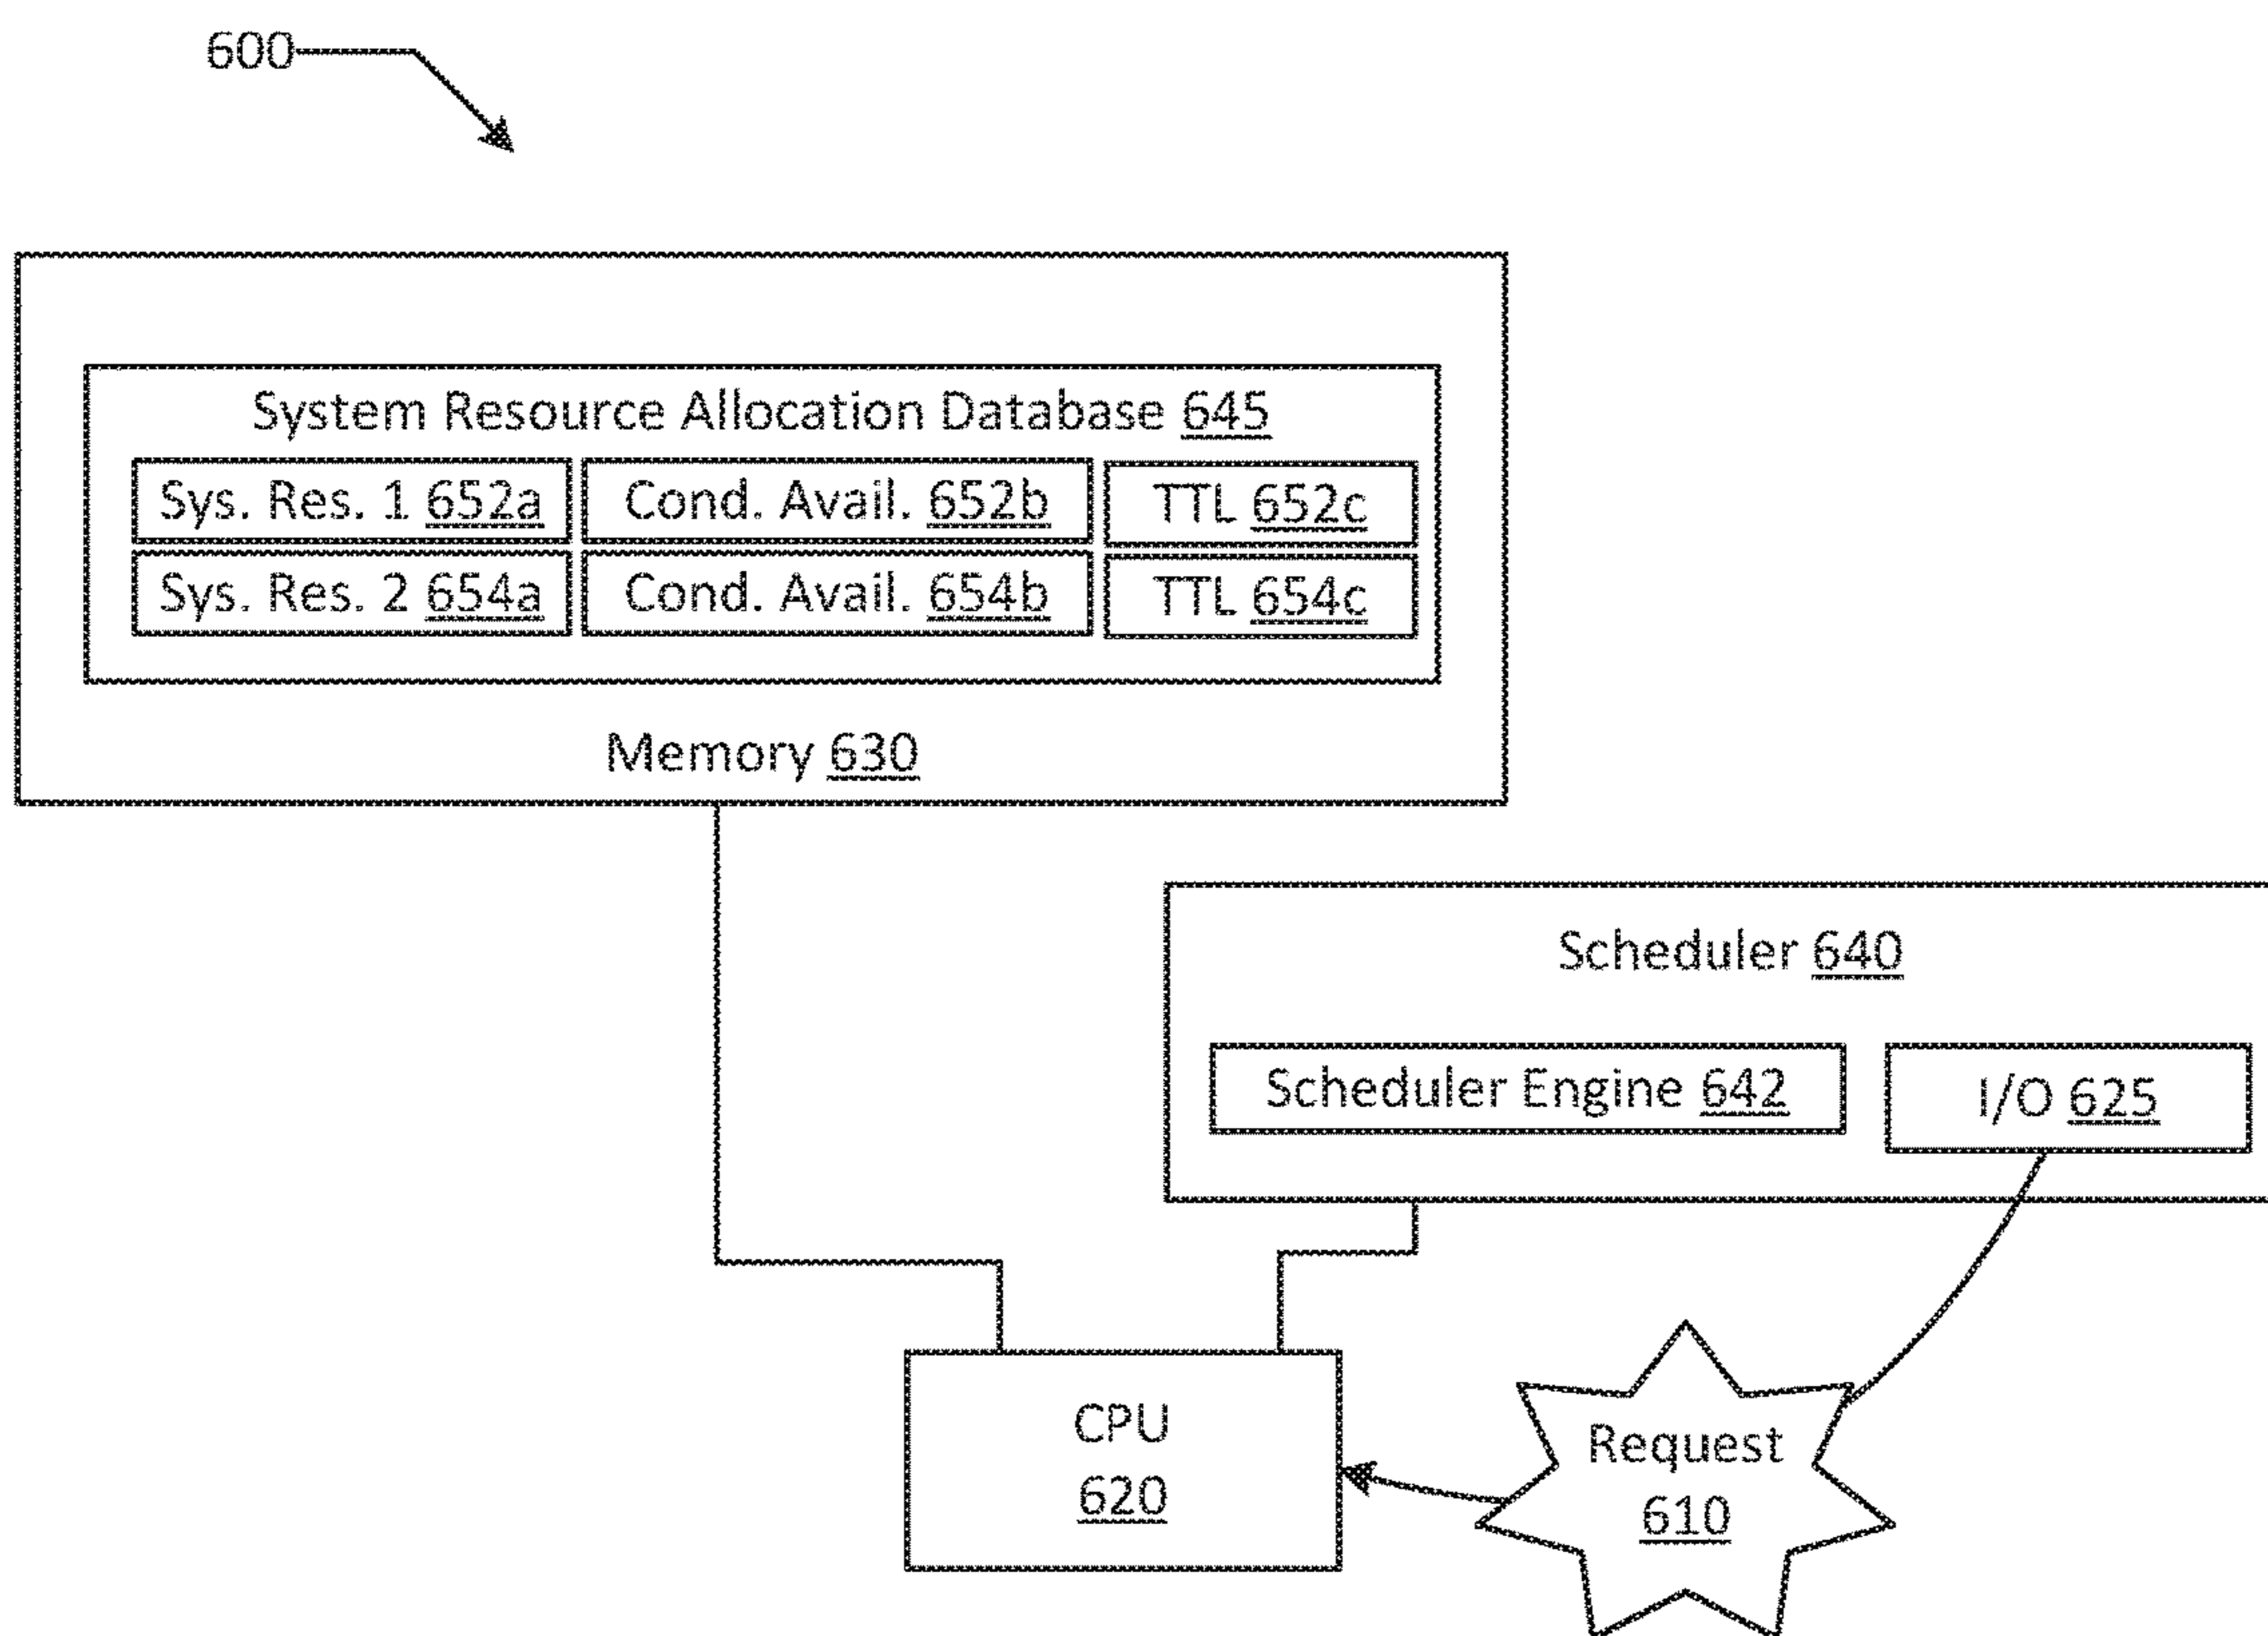 600
System Resource Allocation Database 645
Sys. Res. 1 652a Cond. Avail. 652b TTL 652c
Sys. Res. 2 654a Cond. Avail. 654b TTL 654c
Memory 630
Scheduler 640
Scheduler Engine 642 I/O 625
CPU
620
Request
610